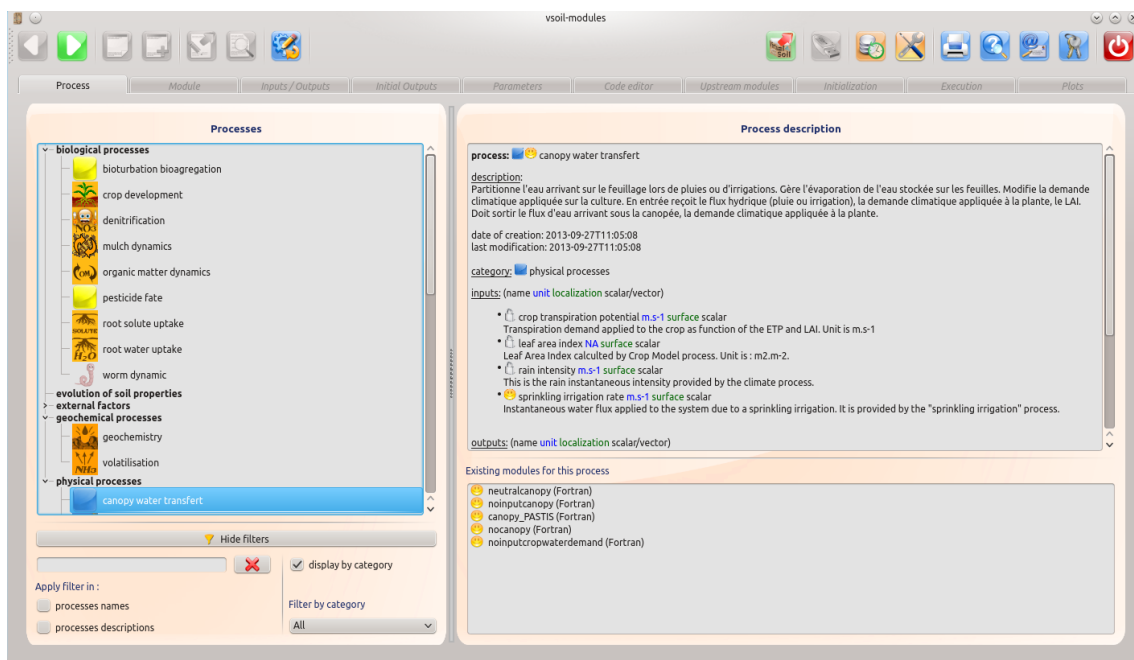 vsoil-modules
Soil
Process
Module
Inputs / Outputs
Initial Outputs
Parameters
Code editor
Upstream modules
Initialization
Execution
Plots
Processes
biological processes
bioturbation bioagregation
crop development
NO3
denitrification
mulch dynamics
OM
organic matter dynamics
pesticide fate
SOLUTE
root solute uptake
H2O
root water uptake
worm dynamic
evolution of soil properties
external factors
geochemical processes
geochemistry
NH3
volatilisation
physical processes
canopy water transfert
Hide filters
display by category
Apply filter in :
processes names
processes descriptions
Filter by category
All
Process description
process: canopy water transfert
description:
Partitionne l'eau arrivant sur le feuillage lors de pluies ou d'irrigations. Gère l'évaporation de l'eau stockée sur les feuilles. Modifie la demande
climatique appliquée sur la culture. En entrée reçoit le flux hydrique (pluie ou irrigation), la demande climatique appliquée à la plante, le LAI.
Doit sortir le flux d'eau arrivant sous la canopée, la demande climatique appliquée à la plante.
date of creation: 2013-09-27T11:05:08
last modification: 2013-09-27T11:05:08
category: physical processes
inputs: (name unit localization scalar/vector)
• crop transpiration potential m.s-1 surface scalar
Transpiration demand applied to the crop as function of the ETP and LAI. Unit is m.s-1
• leaf area index NA surface scalar
Leaf Area Index calculted by Crop Model process. Unit is : m2.m-2.
• rain intensity m.s-1 surface scalar
This is the rain instantaneous intensity provided by the climate process.
• sprinkling irrigation rate m.s-1 surface scalar
Instantaneous water flux applied to the system due to a sprinkling irrigation. It is provided by the "sprinkling irrigation" process.
outputs: (name unit localization scalar/vector)
Existing modules for this process
neutralcanopy (Fortran)
noinputcanopy (Fortran)
canopy_PASTIS (Fortran)
nocanopy (Fortran)
noinputcropwaterdemand (Fortran)